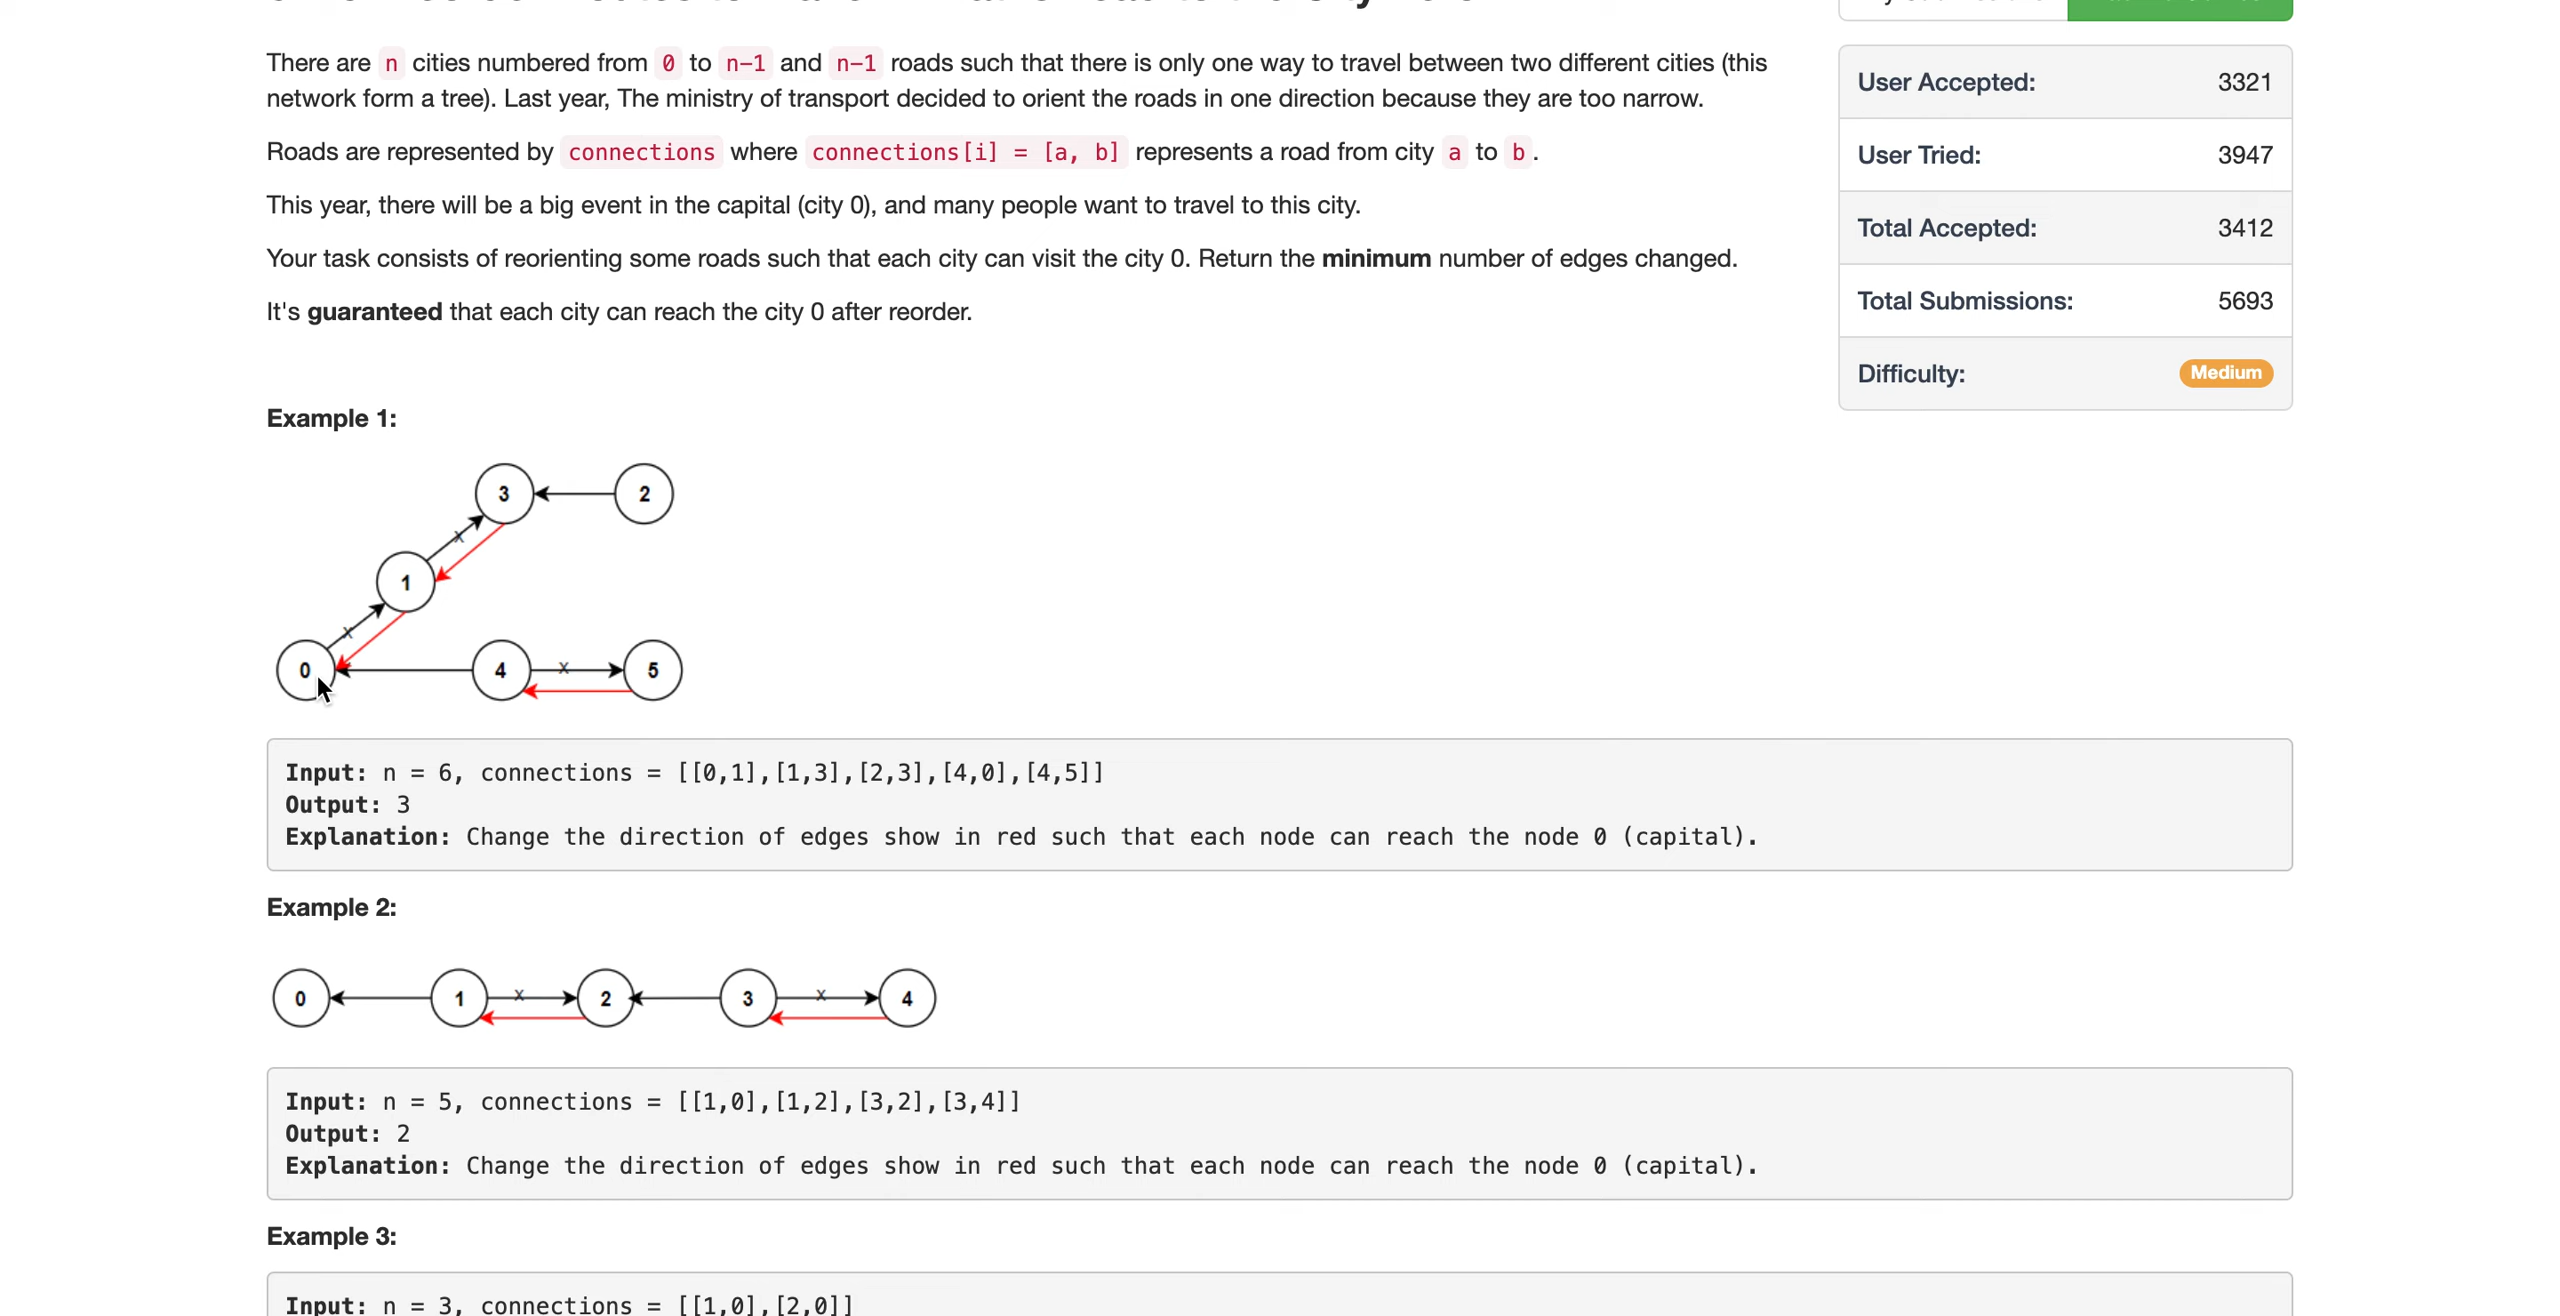 There are n cities numbered from 0 to n-1 and n-1 roads such that there is only one way to travel between two different cities (this
network form a tree). Last year, The ministry of transport decided to orient the roads in one direction because they are too narrow.
Roads are represented by connections where connections[i] = [a, b] represents a road from city a to b.
This year, there will be a big event in the capital (city 0), and many people want to travel to this city.
Your task consists of reorienting some roads such that each city can visit the city 0. Return the minimum number of edges changed.
It's guaranteed that each city can reach the city 0 after reorder.
User Accepted: 3321
User Tried: 3947
Total Accepted: 3412
Total Submissions: 5693
Difficulty: Medium
Example 1:
3 2
x
1
x
0 4 x 5
Input: n = 6, connections = [[0,1],[1,3],[2,3],[4,0],[4,5]]
Output: 3
Explanation: Change the direction of edges show in red such that each node can reach the node 0 (capital).
Example 2:
0 1 x 2 3 x 4
Input: n = 5, connections = [[1,0],[1,2],[3,2],[3,4]]
Output: 2
Explanation: Change the direction of edges show in red such that each node can reach the node 0 (capital).
Example 3:
Input: n = 3, connections = [[1,0],[2,0]]